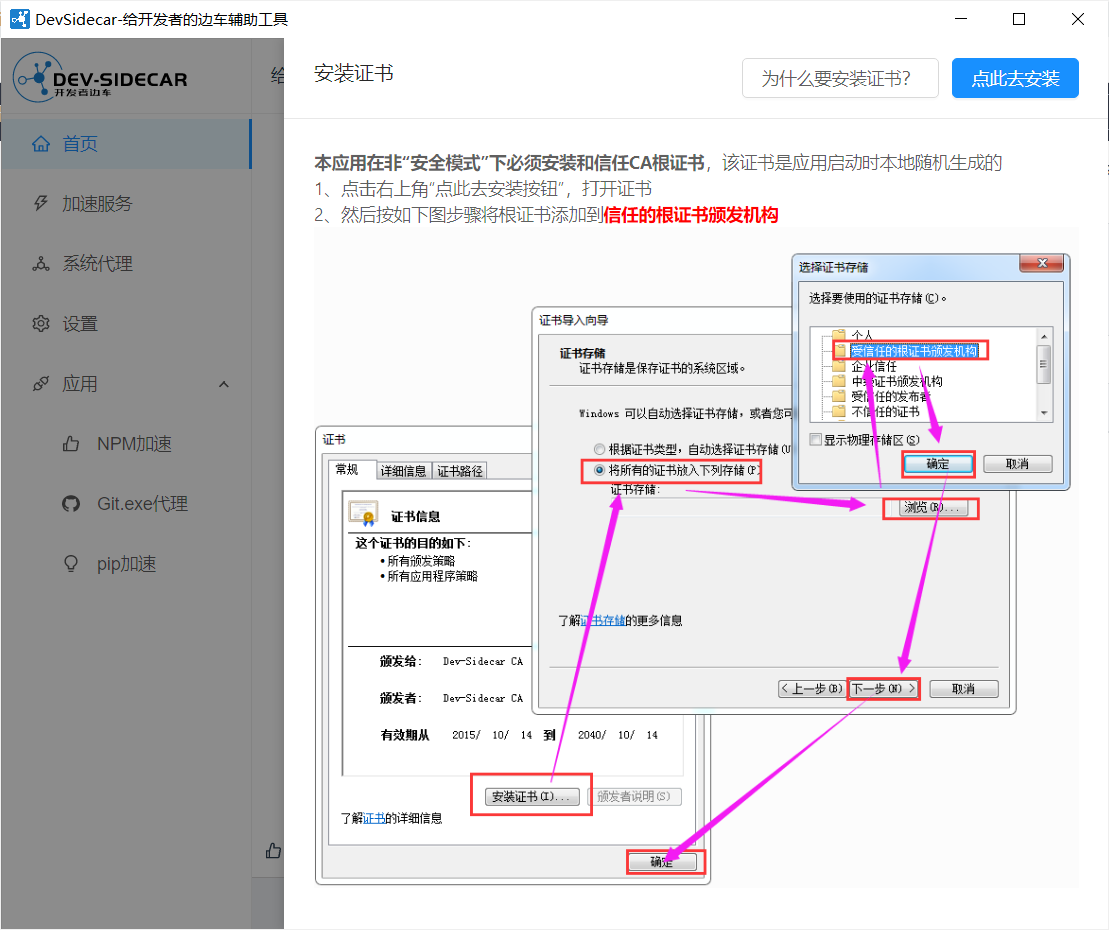 DevSidecar-给开发者的边车辅助工具
DEV-SIDECAR
开发者边车
给
首页
加速服务
系统代理
设置
应用
NPM加速
Git.exe代理
pip加速
安装证书
为什么要安装证书?
点此去安装
本应用在非“安全模式”下必须安装和信任CA根证书，该证书是应用启动时本地随机生成的
1、点击右上角“点此去安装按钮”，打开证书
2、然后按如下图步骤将根证书添加到信任的根证书颁发机构
选择证书存储
选择要使用的证书存储(C)。
个人
受信任的根证书颁发机构
企业信任
中级证书颁发机构
受信任的发布者
不信任的证书
显示物理存储区(S)
确定
取消
证书导入向导
证书存储
证书存储是保存证书的系统区域。
Windows 可以自动选择证书存储，或者您可
根据证书类型，自动选择证书存储(U
将所有的证书放入下列存储(P)
证书存储:
浏览(R)...
了解证书存储的更多信息
< 上一步(B)
下一步(N) >
取消
证书
常规
详细信息
证书路径
证书信息
这个证书的目的如下:
•所有颁发策略
•所有应用程序策略
颁发给: Dev-Sidecar CA
颁发者: Dev-Sidecar CA
有效期从 2015/ 10/ 14 到 2040/ 10/ 14
安装证书(I)...
颁发者说明(S)
了解证书的详细信息
确定